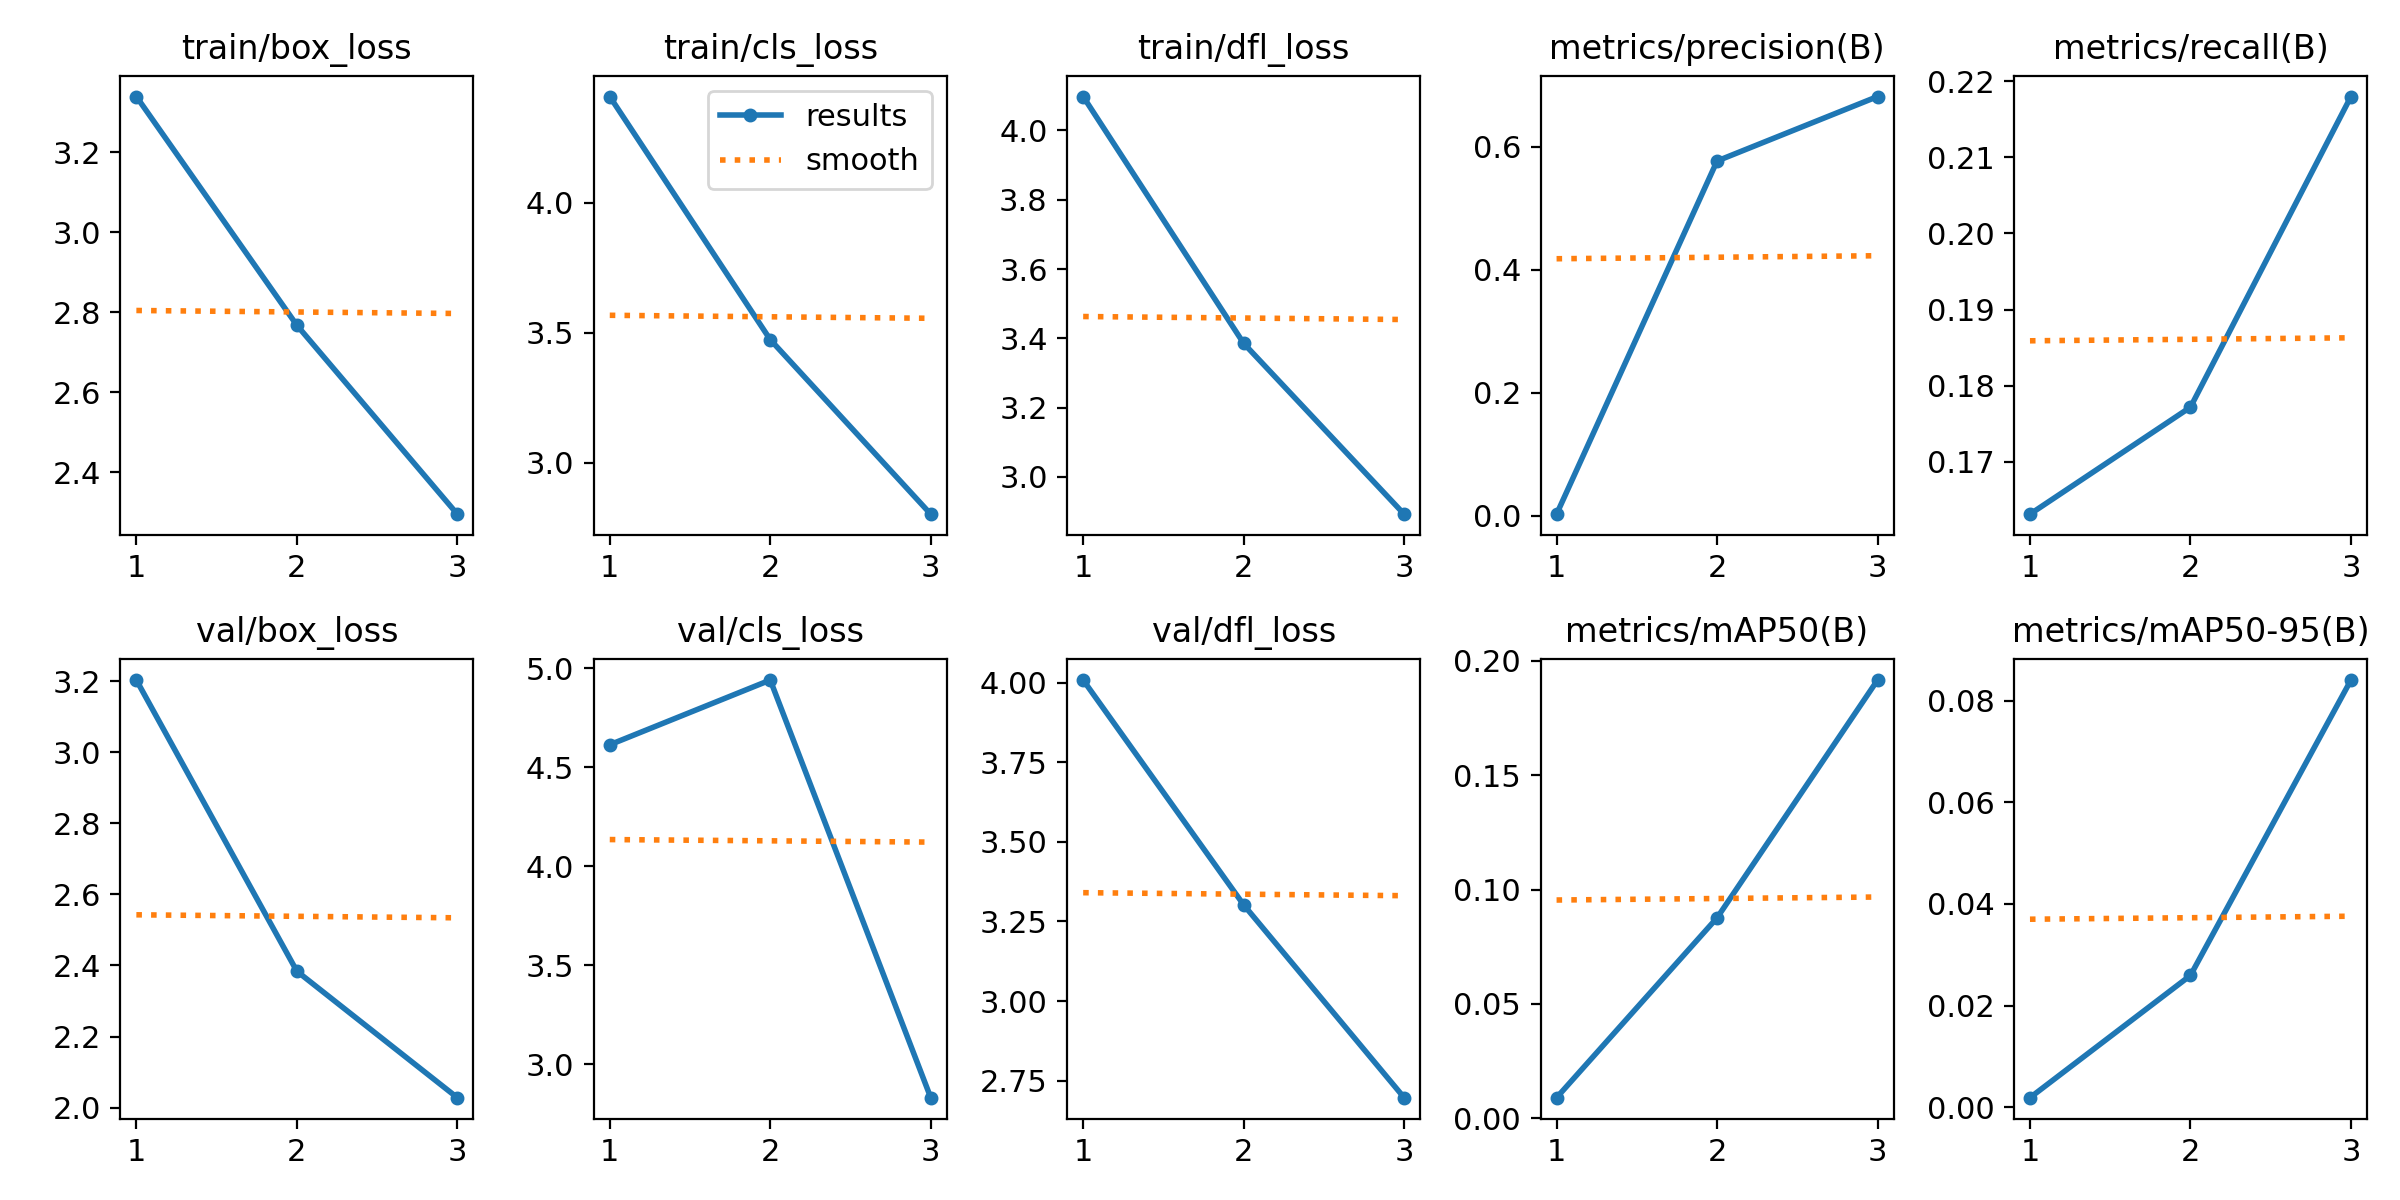 train/box_loss
3.2
3.0
2.8
2.6
2.4
1 2 3
train/cls_loss
results
smooth
4.0
3.5
3.0
1 2 3
train/dfl_loss
4.0
3.8
3.6
3.4
3.2
3.0
1 2 3
metrics/precision(B)
0.6
0.4
0.2
0.0
1 2 3
metrics/recall(B)
0.22
0.21
0.20
0.19
0.18
0.17
1 2 3
val/box_loss
3.2
3.0
2.8
2.6
2.4
2.2
2.0
1 2 3
val/cls_loss
5.0
4.5
4.0
3.5
3.0
1 2 3
val/dfl_loss
4.00
3.75
3.50
3.25
3.00
2.75
1 2 3
metrics/mAP50(B)
0.20
0.15
0.10
0.05
0.00
1 2 3
metrics/mAP50-95(B)
0.08
0.06
0.04
0.02
0.00
1 2 3